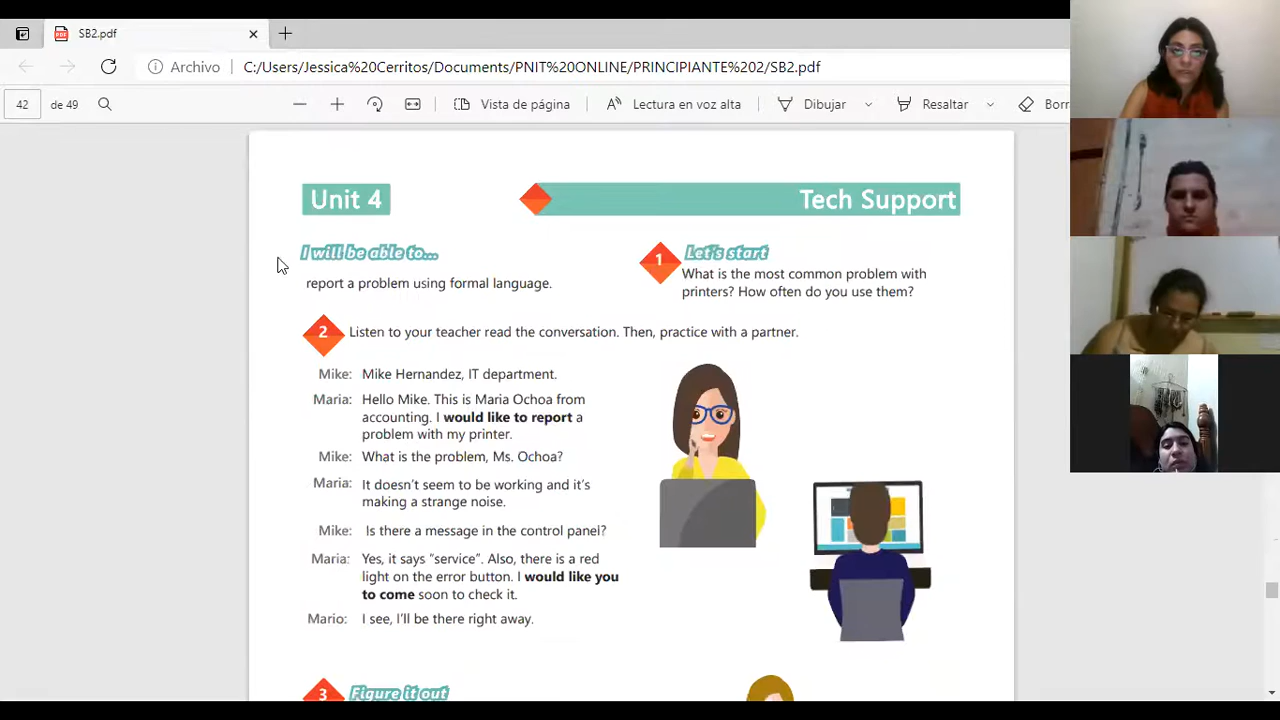 SB2.pdf
Archivo C:/Users/Jessica%20Cerritos/Documents/PNIT%20ONLINE/PRINCIPIANTE%202/SB2.pdf
42 de 49 Vista de página Lectura en voz alta Dibujar Resaltar Borr
Unit 4 Tech Support
I will be able to...
report a problem using formal language.
1 Let's start
What is the most common problem with
printers? How often do you use them?
2 Listen to your teacher read the conversation. Then, practice with a partner.
Mike: Mike Hernandez, IT department.
Maria: Hello Mike. This is Maria Ochoa from
accounting. I would like to report a
problem with my printer.
Mike: What is the problem, Ms. Ochoa?
Maria: It doesn't seem to be working and it's
making a strange noise.
Mike: Is there a message in the control panel?
Maria: Yes, it says "service". Also, there is a red
light on the error button. I would like you
to come soon to check it.
Mario: I see, I'll be there right away.
3 Figure it out